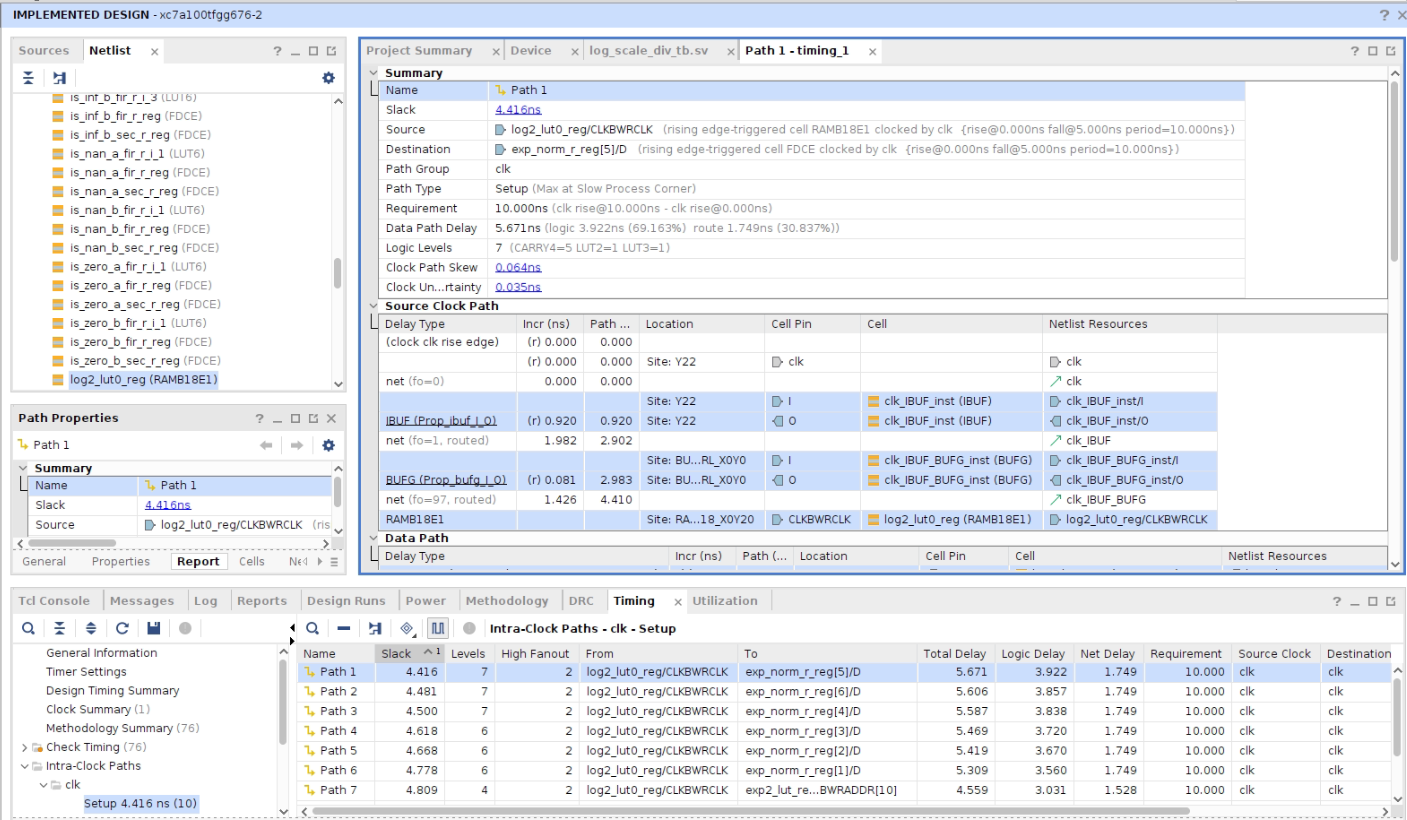 IMPLEMENTED DESIGN - xc7a100tfgg676-2
Sources Netlist
is_inf_b_fir_r_i_3 (LUT6)
is_inf_b_fir_r_reg (FDCE)
is_inf_b_sec_r_reg (FDCE)
is_nan_a_fir_r_i_1 (LUT6)
is_nan_a_fir_r_reg (FDCE)
is_nan_a_sec_r_reg (FDCE)
is_nan_b_fir_r_i_1 (LUT6)
is_nan_b_fir_r_reg (FDCE)
is_nan_b_sec_r_reg (FDCE)
is_zero_a_fir_r_i_1 (LUT6)
is_zero_a_fir_r_reg (FDCE)
is_zero_a_sec_r_reg (FDCE)
is_zero_b_fir_r_i_1 (LUT6)
is_zero_b_fir_r_reg (FDCE)
is_zero_b_sec_r_reg (FDCE)
log2_lut0_reg (RAMB18E1)
Path Properties
Path 1
Summary
Name Path 1
Slack 4.416ns
Source log2_lut0_reg/CLKBWRCLK (ris
General Properties Report Cells
Project Summary Device log_scale_div_tb.sv Path 1 - timing_1
Summary
Name Path 1
Slack 4.416ns
Source log2_lut0_reg/CLKBWRCLK (rising edge-triggered cell RAMB18E1 clocked by clk {rise@0.000ns fall@5.000ns period=10.000ns})
Destination exp_norm_r_reg[5]/D (rising edge-triggered cell FDCE clocked by clk {rise@0.000ns fall@5.000ns period=10.000ns})
Path Group clk
Path Type Setup (Max at Slow Process Corner)
Requirement 10.000ns (clk rise@10.000ns - clk rise@0.000ns)
Data Path Delay 5.671ns (logic 3.922ns (69.163%) route 1.749ns (30.837%))
Logic Levels 7 (CARRY4=5 LUT2=1 LUT3=1)
Clock Path Skew 0.064ns
Clock Un...rtainty 0.035ns
Source Clock Path
Delay Type Incr (ns) Path ... Location Cell Pin Cell Netlist Resources
(clock clk rise edge) (r) 0.000 0.000
(r) 0.000 0.000 Site: Y22 clk clk
net (fo=0) 0.000 0.000 clk
Site: Y22 I clk_IBUF_inst (IBUF) clk_IBUF_inst/I
IBUF (Prop_ibuf_I_O) (r) 0.920 0.920 Site: Y22 O clk_IBUF_inst (IBUF) clk_IBUF_inst/O
net (fo=1, routed) 1.982 2.902 clk_IBUF
Site: BU...RL_X0Y0 I clk_IBUF_BUFG_inst (BUFG) clk_IBUF_BUFG_inst/I
BUFG (Prop_bufg_I_O) (r) 0.081 2.983 Site: BU...RL_X0Y0 O clk_IBUF_BUFG_inst (BUFG) clk_IBUF_BUFG_inst/O
net (fo=97, routed) 1.426 4.410 clk_IBUF_BUFG
RAMB18E1 Site: RA...18_X0Y20 CLKBWRCLK log2_lut0_reg (RAMB18E1) log2_lut0_reg/CLKBWRCLK
Data Path
Delay Type Incr (ns) Path (... Location Cell Pin Cell Netlist Resources
Tcl Console Messages Log Reports Design Runs Power Methodology DRC Timing Utilization
Intra-Clock Paths - clk - Setup
General Information
Timer Settings
Design Timing Summary
Clock Summary (1)
Methodology Summary (76)
Check Timing (76)
Intra-Clock Paths
clk
Setup 4.416 ns (10)
Name Slack 1 Levels High Fanout From To Total Delay Logic Delay Net Delay Requirement Source Clock Destination
Path 1 4.416 7 2 log2_lut0_reg/CLKBWRCLK exp_norm_r_reg[5]/D 5.671 3.922 1.749 10.000 clk clk
Path 2 4.481 7 2 log2_lut0_reg/CLKBWRCLK exp_norm_r_reg[6]/D 5.606 3.857 1.749 10.000 clk clk
Path 3 4.500 7 2 log2_lut0_reg/CLKBWRCLK exp_norm_r_reg[4]/D 5.587 3.838 1.749 10.000 clk clk
Path 4 4.618 6 2 log2_lut0_reg/CLKBWRCLK exp_norm_r_reg[3]/D 5.469 3.720 1.749 10.000 clk clk
Path 5 4.668 6 2 log2_lut0_reg/CLKBWRCLK exp_norm_r_reg[2]/D 5.419 3.670 1.749 10.000 clk clk
Path 6 4.778 6 2 log2_lut0_reg/CLKBWRCLK exp_norm_r_reg[1]/D 5.309 3.560 1.749 10.000 clk clk
Path 7 4.809 4 2 log2_lut0_reg/CLKBWRCLK exp2_lut_re...BWRADDR[10] 4.559 3.031 1.528 10.000 clk clk